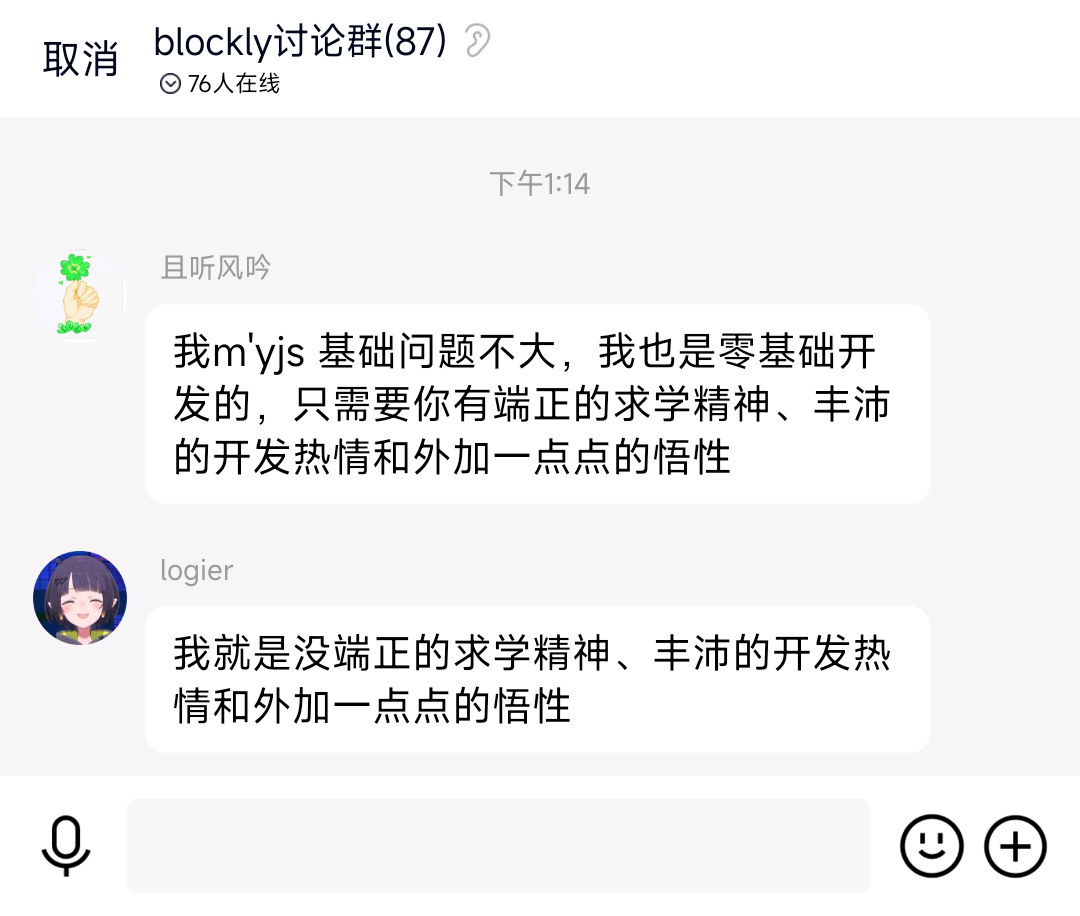 取消
blockly讨论群(87)
76人在线
下午1:14
且听风吟
我m'yjs 基础问题不大，我也是零基础开
发的，只需要你有端正的求学精神、丰沛
的开发热情和外加一点点的悟性
logier
我就是没端正的求学精神、丰沛的开发热
情和外加一点点的悟性